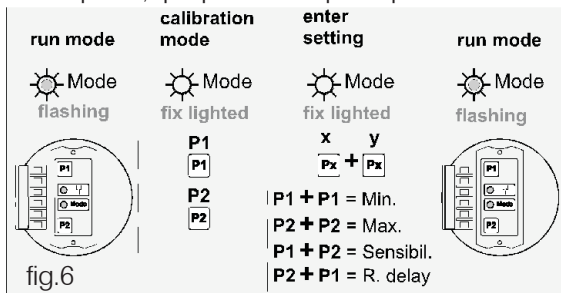 run mode
calibration mode
enter setting
run mode
Mode
flashing
Mode
fix lighted
Mode
fix lighted
Mode
flashing
P1
Mode
P2
P1
P1
P2
P2
x y
Px + Px
P1 + P1 = Min.
P2 + P2 = Max.
P1 + P2 = Sensibil.
P2 + P1 = R. delay
P1
Mode
P2
fig.6